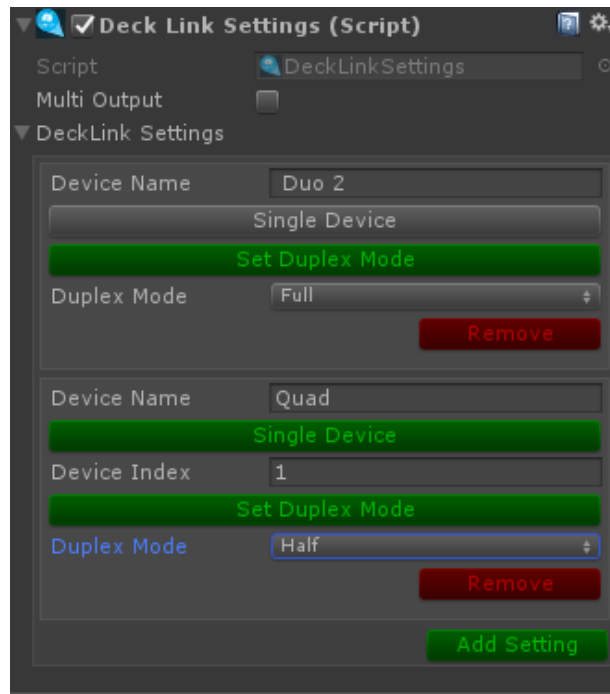 Deck Link Settings (Script)
Script DeckLinkSettings
Multi Output
DeckLink Settings
Device Name Duo 2
Single Device
Set Duplex Mode
Duplex Mode Full
Remove
Device Name Quad
Single Device
Device Index 1
Set Duplex Mode
Duplex Mode Half
Remove
Add Setting